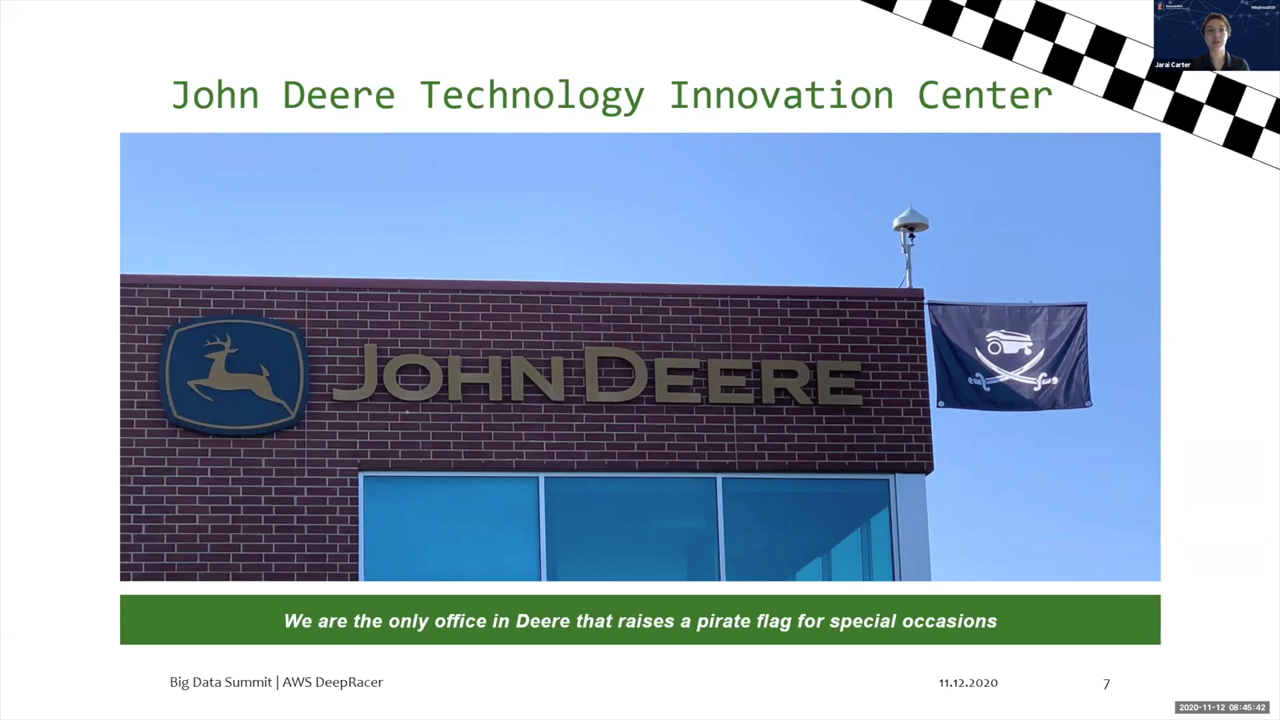 #BigData2020
Jarai Carter
John Deere Technology Innovation Center
JOHN DEERE
We are the only office in Deere that raises a pirate flag for special occasions
Big Data Summit | AWS DeepRacer
11.12.2020
7
2020-11-12 08:45:42